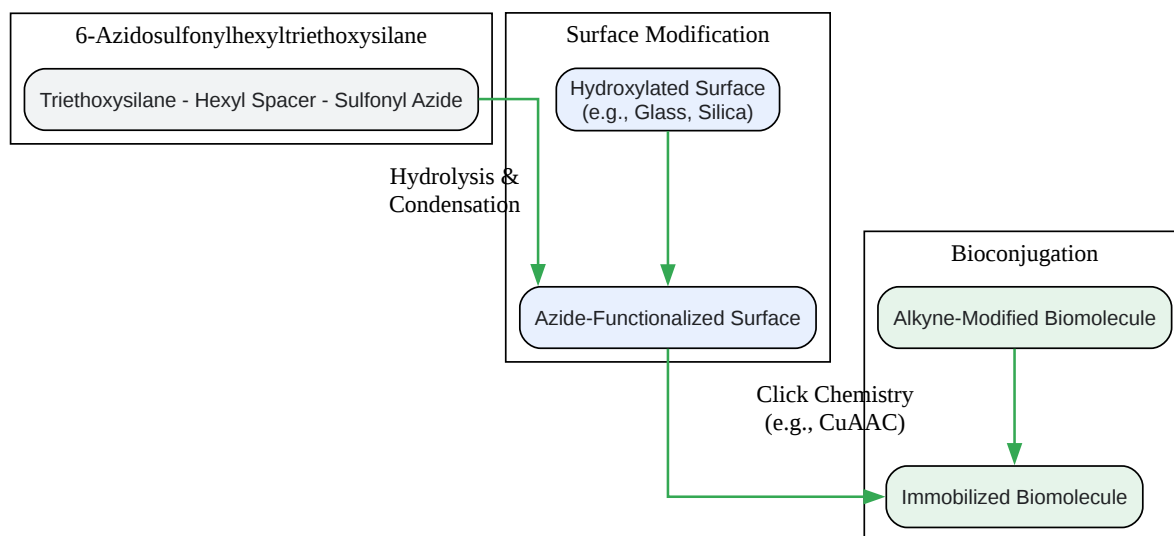 6-Azidosulfonylhexyltriethoxysilane
Triethoxysilane - Hexyl Spacer - Sulfonyl Azide
Surface Modification
Hydroxylated Surface
(e.g., Glass, Silica)
Hydrolysis &
Condensation
Azide-Functionalized Surface
Bioconjugation
Alkyne-Modified Biomolecule
Click Chemistry
(e.g., CuAAC)
Immobilized Biomolecule